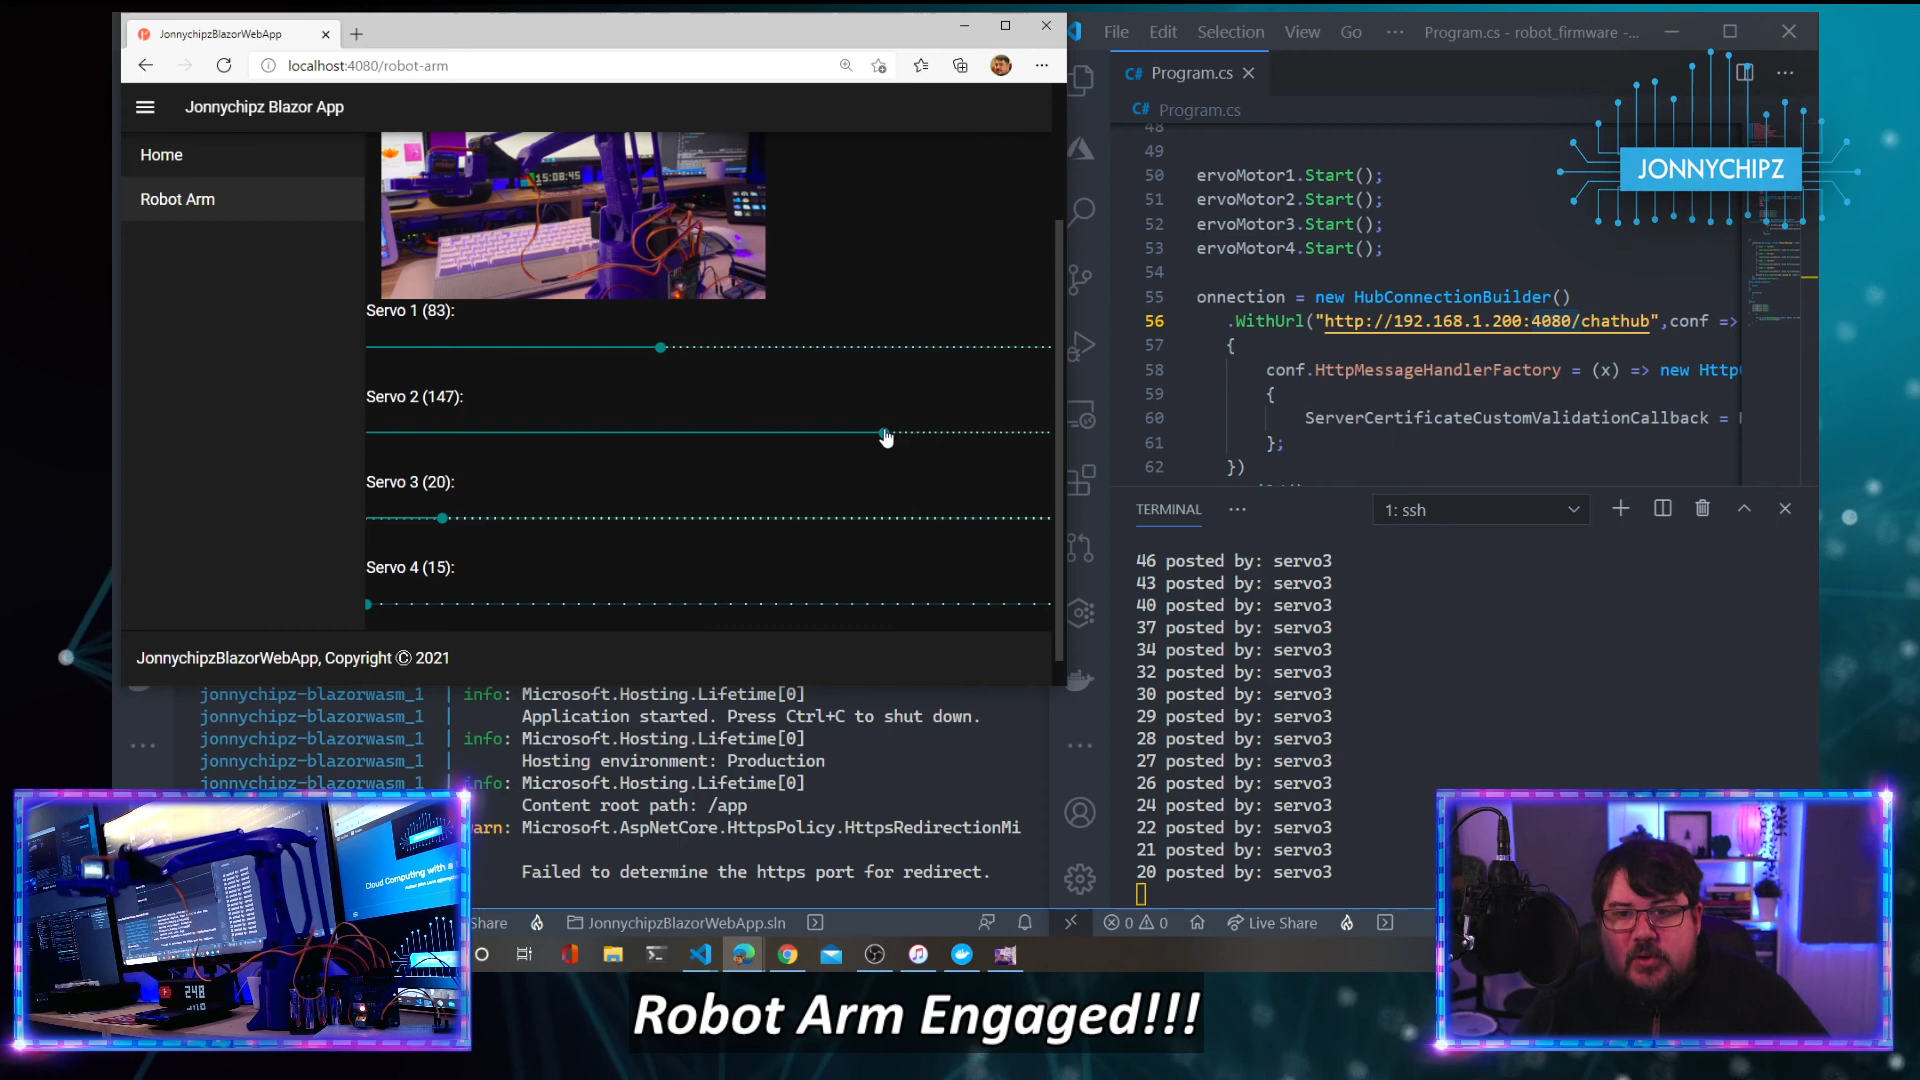 JonnychipzBlazorWebApp
localhost:4080/robot-arm
Jonnychipz Blazor App
Home
Robot Arm
15:08:45
Servo 1 (83):
Servo 2 (147):
Servo 3 (20):
Servo 4 (15):
JonnychipzBlazorWebApp, Copyright © 2021
jonnychipz-blazorwasm_1 | info: Microsoft.Hosting.Lifetime[0]
jonnychipz-blazorwasm_1 | Application started. Press Ctrl+C to shut down.
jonnychipz-blazorwasm_1 | info: Microsoft.Hosting.Lifetime[0]
jonnychipz-blazorwasm_1 | Hosting environment: Production
jonnychipz-blazorwasm_1 info: Microsoft.Hosting.Lifetime[0]
Content root path: /app
arn: Microsoft.AspNetCore.HttpsPolicy.HttpsRedirectionMi
Failed to determine the https port for redirect.
Share JonnychipzBlazorWebApp.sln
File Edit Selection View Go ··· Program.cs - robot_firmware -...
C# Program.cs
C# Program.cs
JONNYCHIPZ
48
49
50 ervoMotor1.Start();
51 ervoMotor2.Start();
52 ervoMotor3.Start();
53 ervoMotor4.Start();
54
55 onnection = new HubConnectionBuilder()
56 .WithUrl("http://192.168.1.200:4080/chathub",conf =>
57 {
58 conf.HttpMessageHandlerFactory = (x) => new Http
59 {
60 ServerCertificateCustomValidationCallback =
61 };
62 })
TERMINAL ··· 1: ssh
46 posted by: servo3
43 posted by: servo3
40 posted by: servo3
37 posted by: servo3
34 posted by: servo3
32 posted by: servo3
30 posted by: servo3
29 posted by: servo3
28 posted by: servo3
27 posted by: servo3
26 posted by: servo3
24 posted by: servo3
22 posted by: servo3
21 posted by: servo3
20 posted by: servo3
0 0 Live Share
Cloud Computing with a
248
Robot Arm Engaged!!!